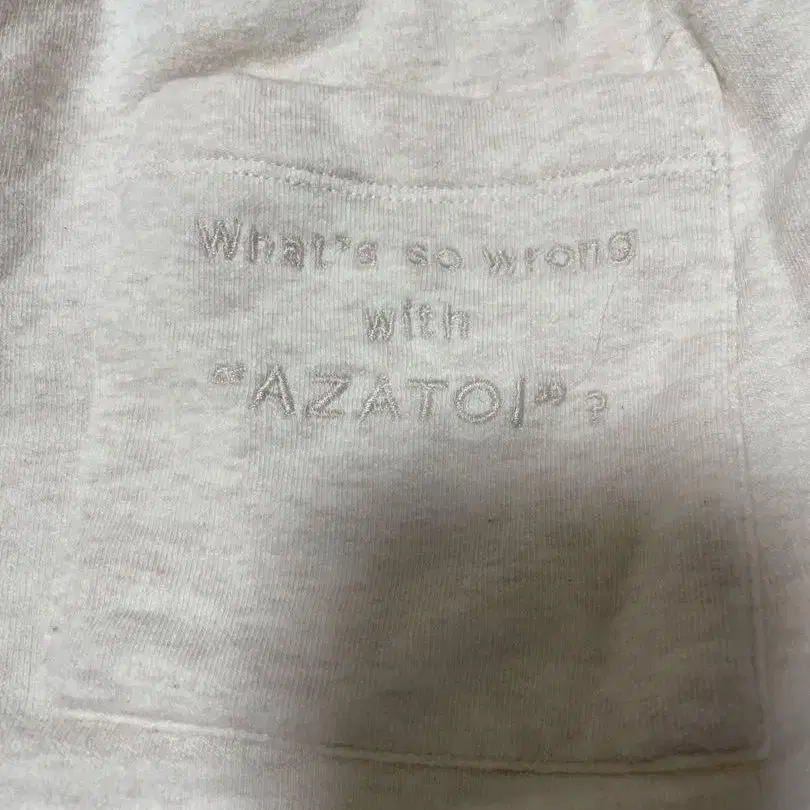 What's so wrong
with
“AZATOI”?